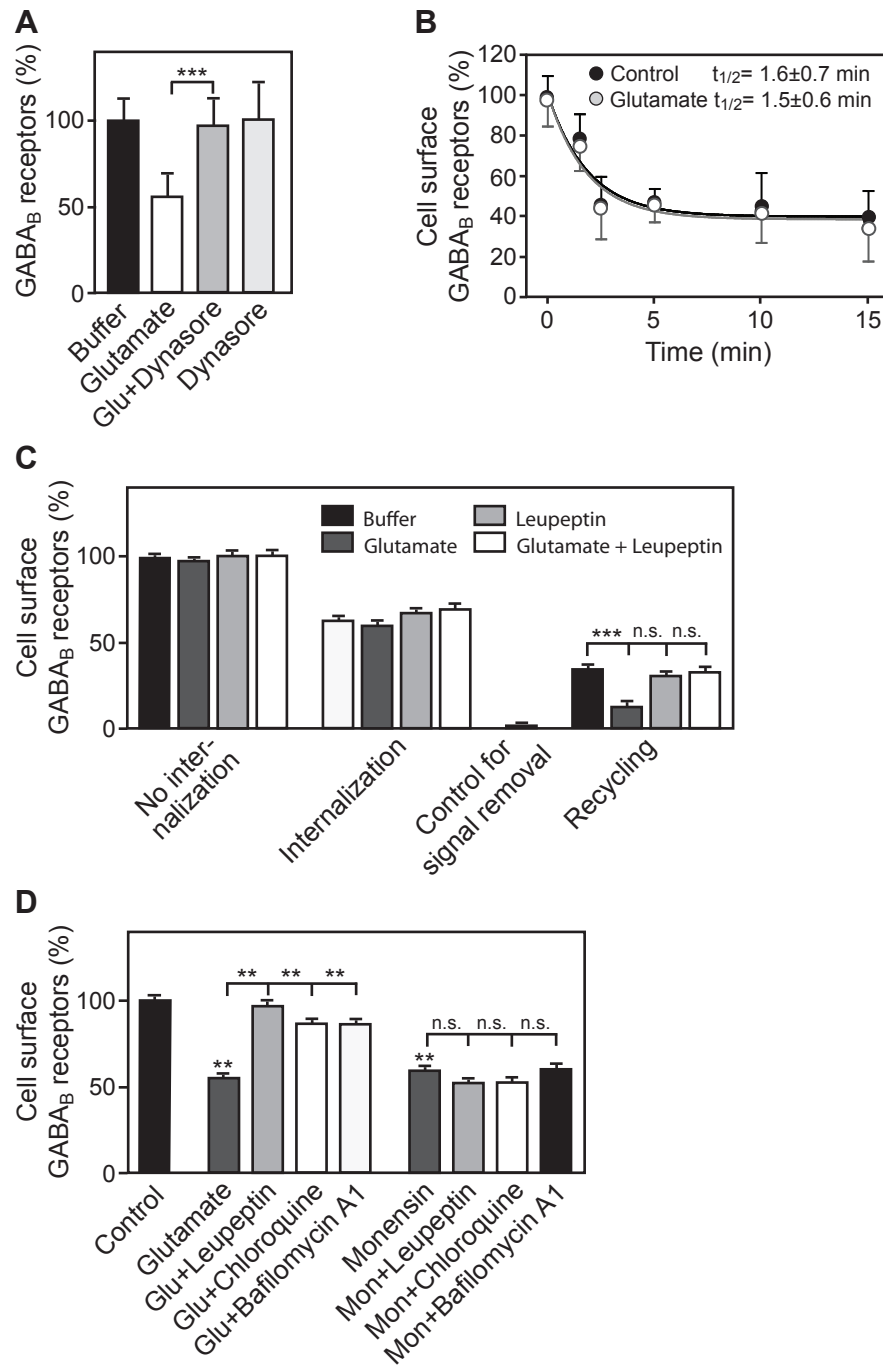 A
GABAB receptors (%)
100
50
0
***
Buffer
Glutamate
Glu+Dynasore
Dynasore
B
Cell surface
GABAB receptors (%)
120
100
80
60
40
20
0
Control t1/2= 1.6±0.7 min
Glutamate t1/2= 1.5±0.6 min
0 5 10 15
Time (min)
C
Cell surface
GABAB receptors (%)
100
50
0
Buffer Leupeptin
Glutamate Glutamate + Leupeptin
*** n.s. n.s.
No inter-
nalization
Internalization
Control for
signal removal
Recycling
D
Cell surface
GABAB receptors (%)
100
50
0
** ** **
**
n.s. n.s. n.s.
**
Control
Glutamate
Glu+Leupeptin
Glu+Chloroquine
Glu+Bafilomycin A1
Monensin
Mon+Leupeptin
Mon+Chloroquine
Mon+Bafilomycin A1